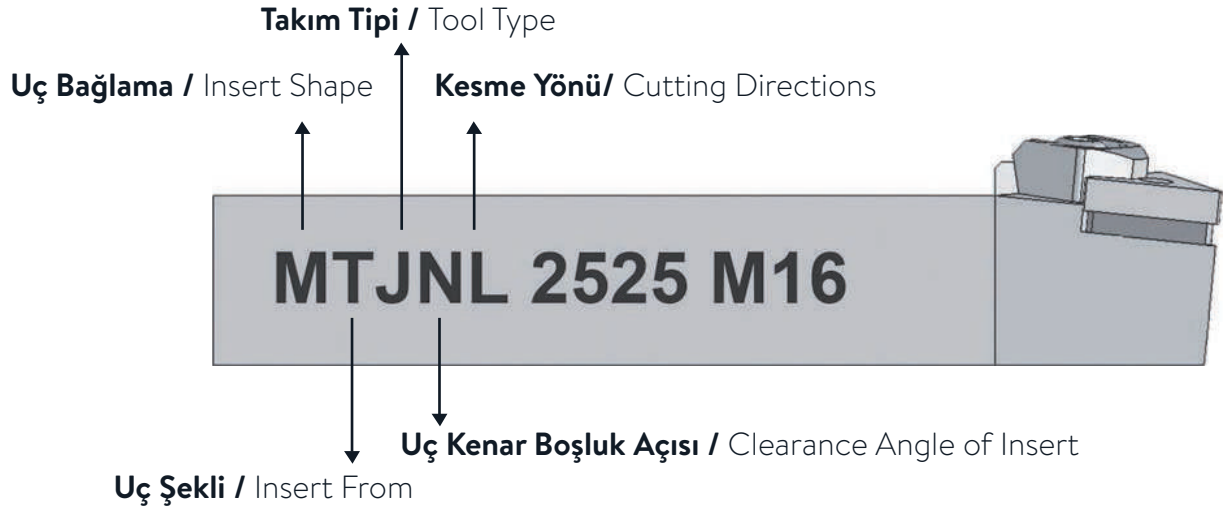 Takım Tipi / Tool Type
Uç Bağlama / Insert Shape
Kesme Yönü/ Cutting Directions
MTJNL 2525 M16
Uç Kenar Boşluk Açısı / Clearance Angle of Insert
Uç Şekli / Insert From